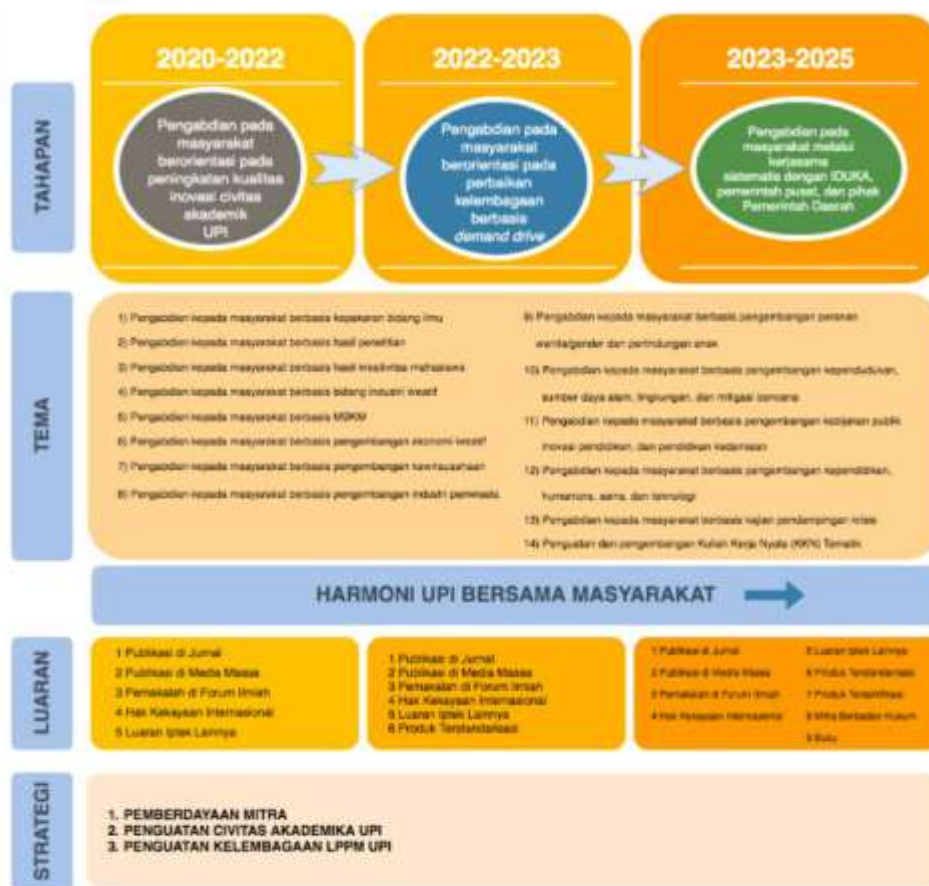 TAHAPAN
2020-2022
Pengabdian pada
masyarakat
berorientasi pada
peningkatan kualitas
inovasi civitas
akademik
UPI
2022-2023
Pengabdian pada
masyarakat
berorientasi pada
perbaikan
kelembagaan
berbasis
demand drive
2023-2025
Pengabdian pada
masyarakat melalui
kerjasama
sistematis dengan IDUKA,
pemerintah pusat, dan pihak
Pemerintah Daerah
TEMA
1) Pengabdian kepada masyarakat berbasis kepakaran bidang ilmu
2) Pengabdian kepada masyarakat berbasis hasil penelitian
3) Pengabdian kepada masyarakat berbasis hasil kreativitas mahasiswa
4) Pengabdian kepada masyarakat berbasis bidang industri kreatif
5) Pengabdian kepada masyarakat berbasis MBKM
6) Pengabdian kepada masyarakat berbasis pengembangan ekonomi kreatif
7) Pengabdian kepada masyarakat berbasis pengembangan kewirausahaan
8) Pengabdian kepada masyarakat berbasis pengembangan industri pariwisata.
9) Pengabdian kepada masyarakat berbasis pengembangan peranan
wanita/gender dan perlindungan anak
10) Pengabdian kepada masyarakat berbasis pengembangan kependudukan,
sumber daya alam, lingkungan, dan mitigasi bencana
11) Pengabdian kepada masyarakat berbasis pengembangan kebijakan publik
inovasi pendidikan, dan pendidikan kedamaian
12) Pengabdian kepada masyarakat berbasis pengembangan kependidikan,
humaniora, sains, dan teknologi
13) Pengabdian kepada masyarakat berbasis kajian pendampingan krisis
14) Penguatan dan pengembangan Kuliah Kerja Nyata (KKN) Tematik
HARMONI UPI BERSAMA MASYARAKAT
LUARAN
1 Publikasi di Jurnal
2 Publikasi di Media Massa
3 Pemakalah di Forum Ilmiah
4 Hak Kekayaan Internasional
5 Luaran Iptek Lainnya
1 Publikasi di Jurnal
2 Publikasi di Media Maasa
3 Pemakalah di Forum Ilmiah
4 Hak Kekayaan Internasional
5 Luaran Iptek Lainnya
6 Produk Terstandarisasi
1 Publikasi di Jurnal
2 Publikasi di Media Maasa
3 Pemakalah di Forum Ilmiah
4 Hak Kekayaan Internasional
5 Luaran Iptek Lainnya
6 Produk Terstandarisasi
7 Produk Tersertifikasi
8 Mitra Berbadan Hukum
9 Buku
STRATEGI
1. PEMBERDAYAAN MITRA
2. PENGUATAN CIVITAS AKADEMIKA UPI
3. PENGUATAN KELEMBAGAAN LPPM UPI